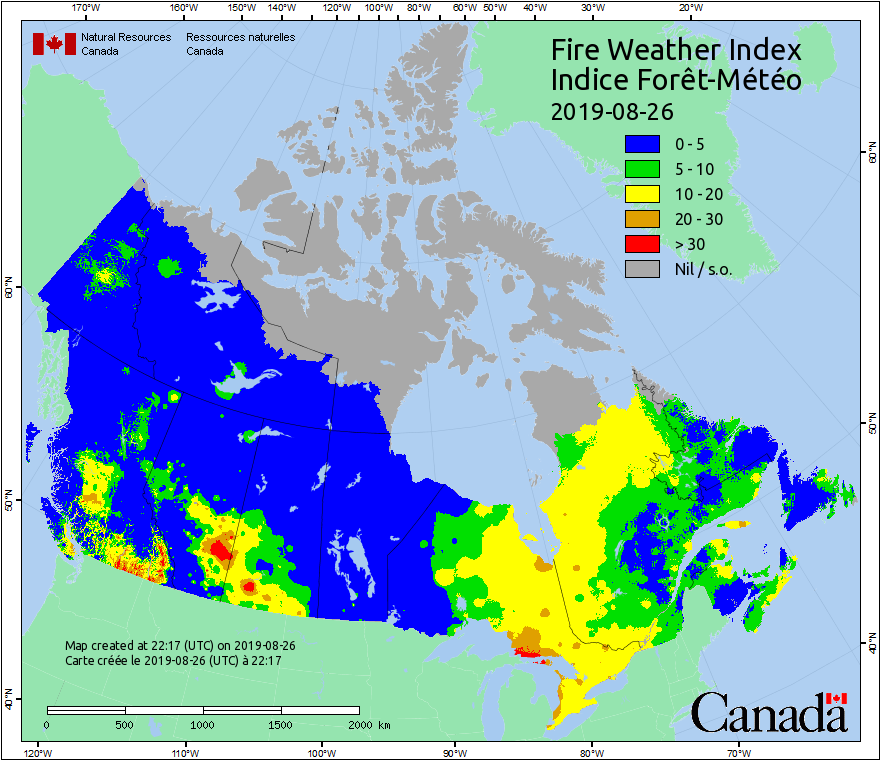 170°W 160°W 150°W 140°W 120°W 100°W 80°W 60°W 50°W 40°W 30°W 20°W
Natural Resources Ressources naturelles
Canada Canada
Fire Weather Index
Indice Forêt-Météo
2019-08-26
0 - 5
5 - 10
10 - 20
20 - 30
> 30
Nil / s.o.
60°N
60°N
50°N
50°N
40°N
40°N
Map created at 22:17 (UTC) on 2019-08-26
Carte créée le 2019-08-26 (UTC) à 22:17
0 500 1000 1500 2000 km
Canada
120°W 110°W 100°W 90°W 80°W 70°W